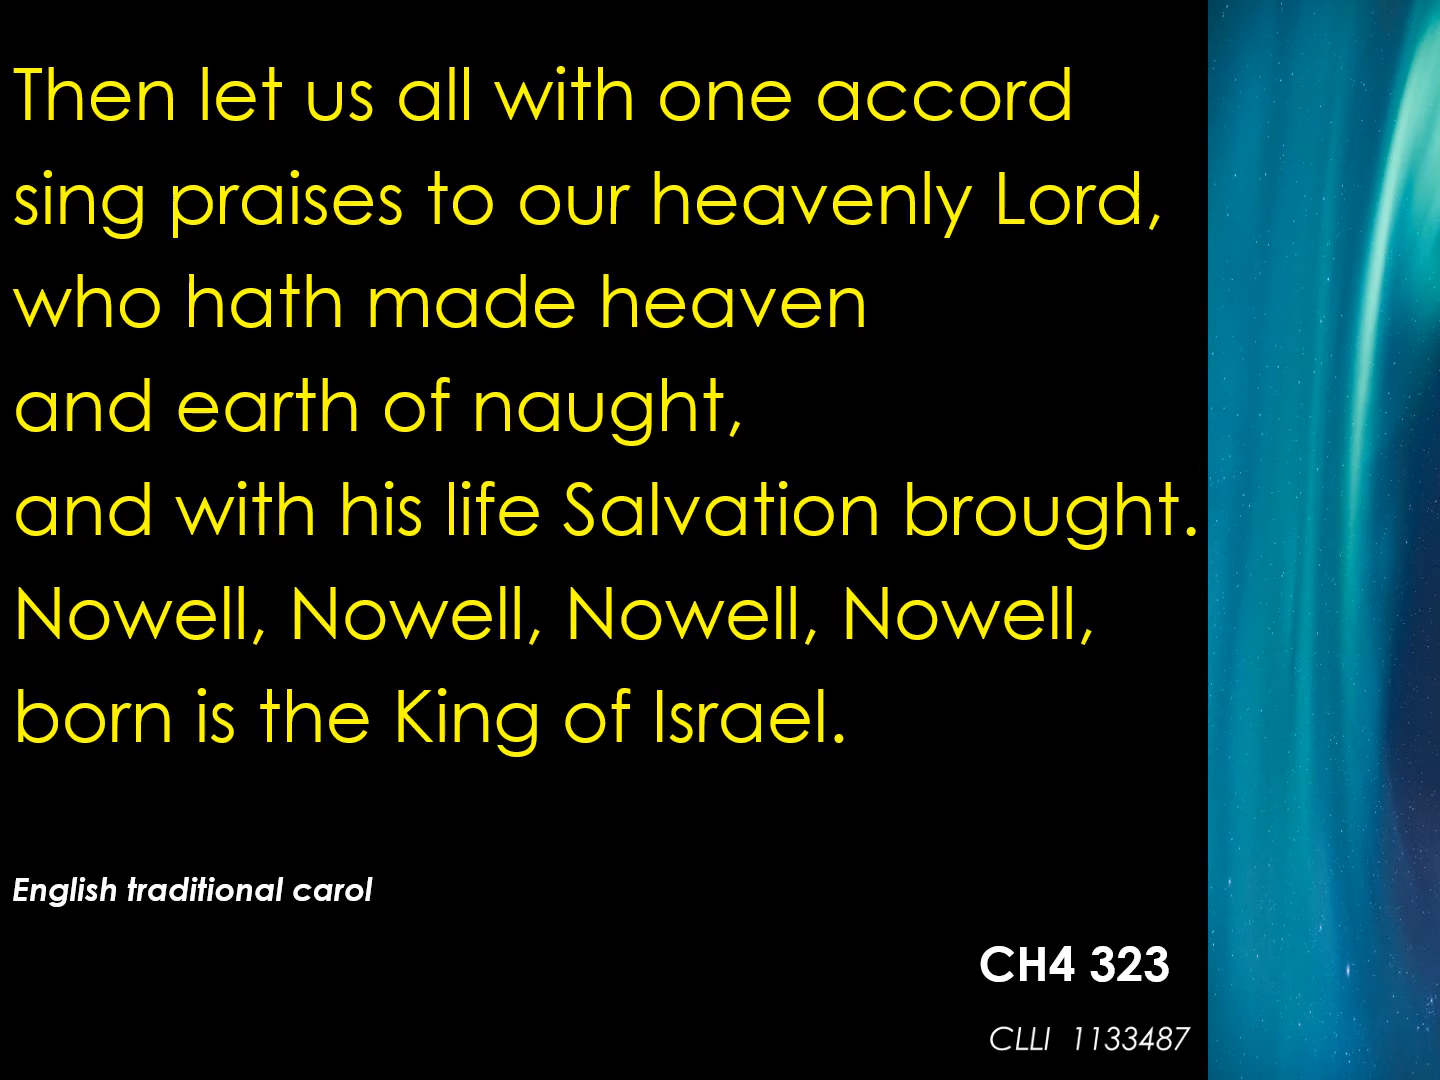 Then let us all with one accord
sing praises to our heavenly Lord,
who hath made heaven
and earth of naught,
and with his life Salvation brought.
Nowell, Nowell, Nowell, Nowell,
born is the King of Israel.
English traditional carol
CH4 323
CLLI 1133487